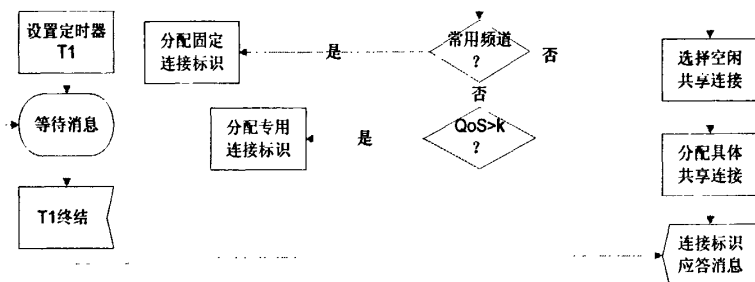 设置定时器
T1
等待消息
T1终结
分配固定
连接标识
是
常用频道
?
否
否
分配专用
连接标识
是
QoS>k
?
选择空闲
共享连接
分配具体
共享连接
连接标识
应答消息